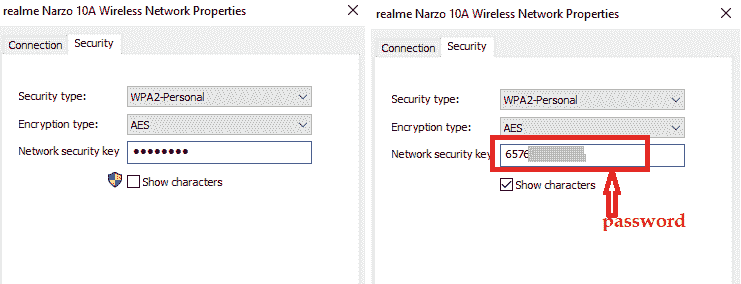 realme Narzo 10A Wireless Network Properties
Connection Security
Security type: WPA2-Personal
Encryption type: AES
Network security key ●●●●●●●●
Show characters
realme Narzo 10A Wireless Network Properties
Connection Security
Security type: WPA2-Personal
Encryption type: AES
Network security key 6576
Show characters
password